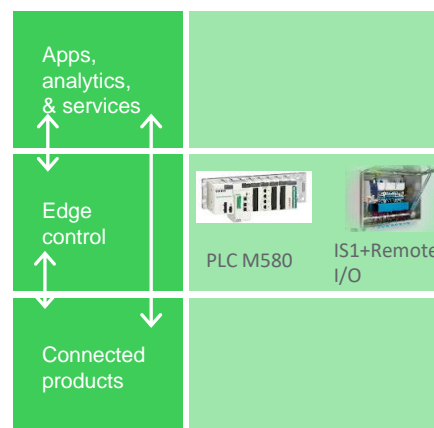 Apps,
analytics,
& services
Edge
control
PLC M580
IS1+Remote
I/O
Connected
products